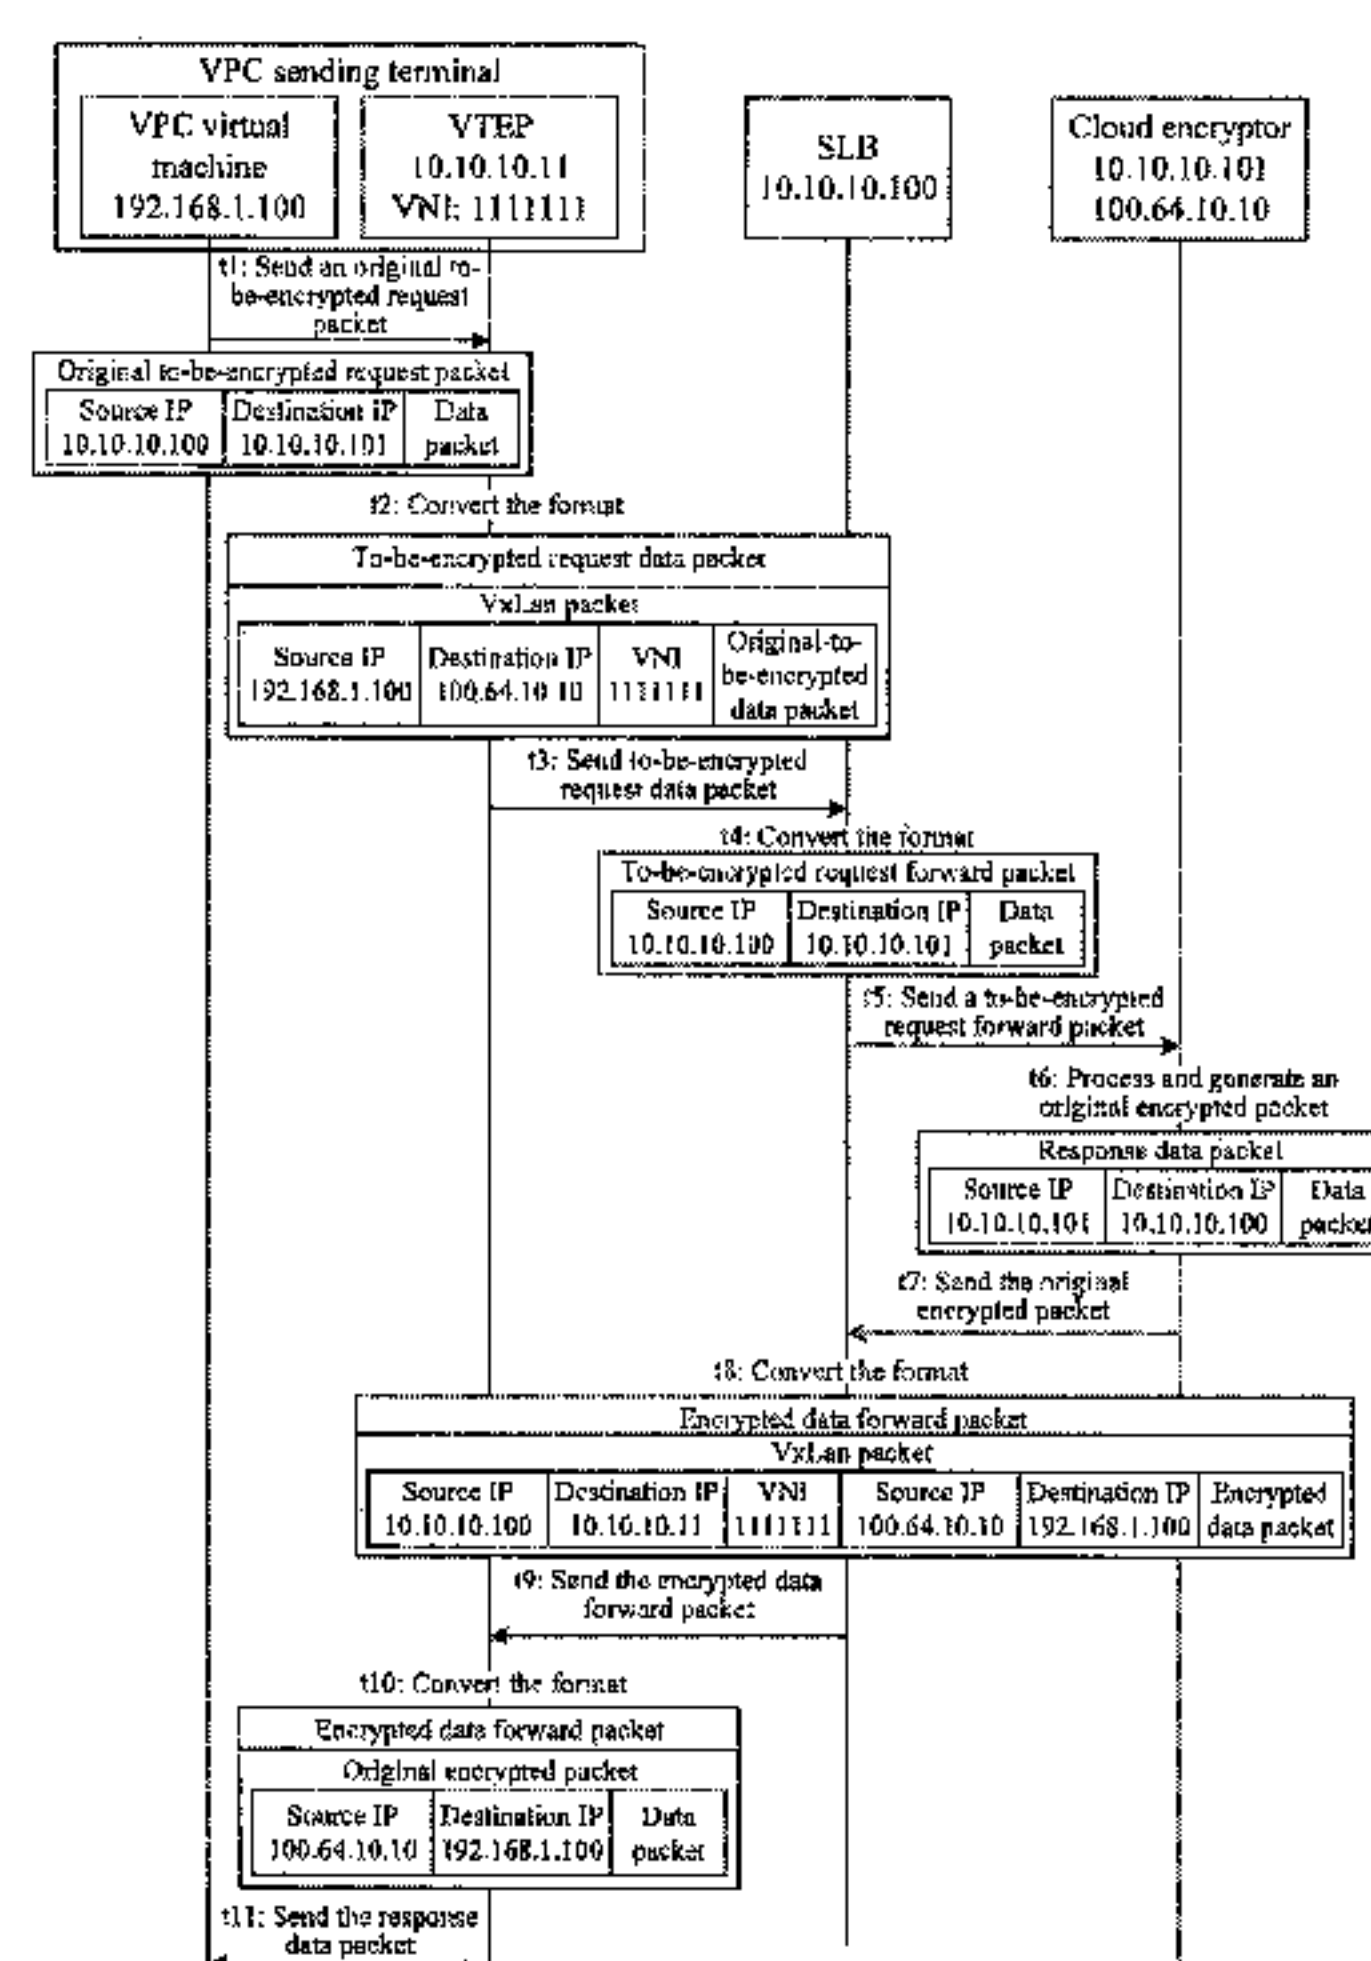 VPC sending terminal
VPC virtual
machine
192.168.1.100
VTEP
10.10.10.11
VNI: 1111111
SLB
10.10.10.100
Cloud encryptor
10.10.10.101
100.64.10.10
t1: Send an original to-
be-encrypted request
packet
Original to-be-encrypted request packet
Source IP
10.10.10.100
Destination IP
10.10.10.101
Data
packet
t2: Convert the format
To-be-encrypted request data packet
VxLan packet
Source IP
192.168.1.100
Destination IP
100.64.10.10
VNI
1111111
Original-to-
be-encrypted
data packet
t3: Send to-be-encrypted
request data packet
t4: Convert the format
To-be-encrypted request forward packet
Source IP
10.10.10.100
Destination IP
10.10.10.101
Data
packet
t5: Send a to-be-encrypted
request forward packet
t6: Process and generate an
original encrypted packet
Response data packet
Source IP
10.10.10.101
Destination IP
10.10.10.100
Data
packet
t7: Send the original
encrypted packet
t8: Convert the format
Encrypted data forward packet
VxLan packet
Source IP
10.10.10.100
Destination IP
10.10.10.11
VNI
1111111
Source IP
100.64.10.10
Destination IP
192.168.1.100
Encrypted
data packet
t9: Send the encrypted data
forward packet
t10: Convert the format
Encrypted data forward packet
Original encrypted packet
Source IP
100.64.10.10
Destination IP
192.168.1.100
Data
packet
t11: Send the response
data packet